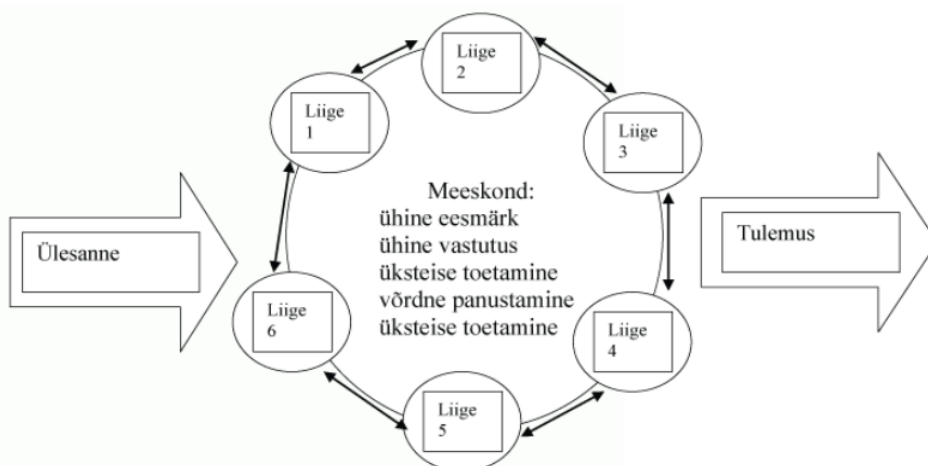 Liige
2
Liige
1
Liige
3
Meeskond:
ühine eesmärk
ühine vastutus
üksteise toetamine
võrdne panustamine
üksteise toetamine
Ülesanne
Tulemus
Liige
6
Liige
4
Liige
5